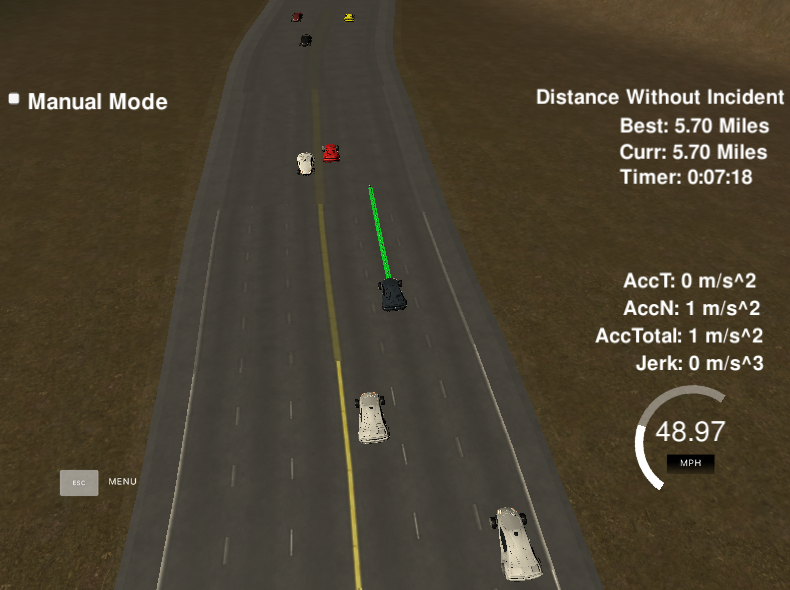 Manual Mode
Distance Without Incident
Best: 5.70 Miles
Curr: 5.70 Miles
Timer: 0:07:18
AccT: 0 m/s^2
AccN: 1 m/s^2
AccTotal: 1 m/s^2
Jerk: 0 m/s^3
48.97
MPH
ESC MENU